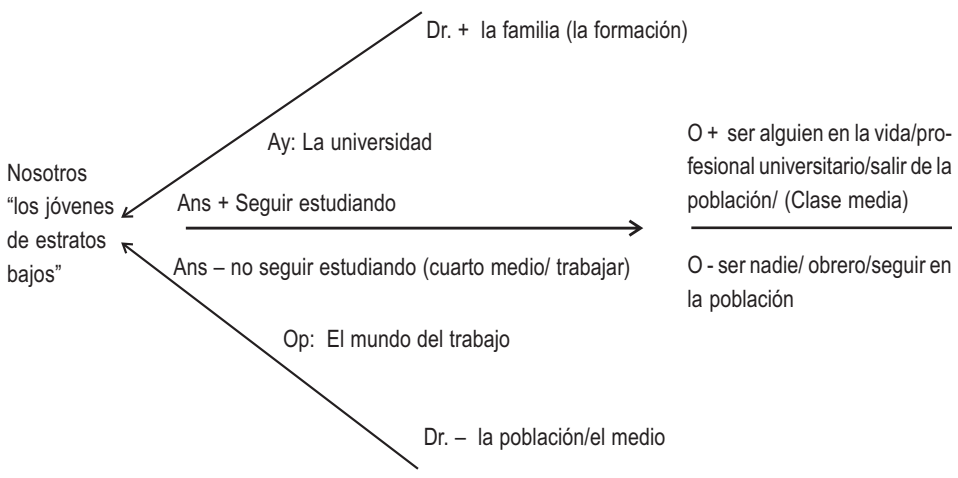 Dr. + la familia (la formación)
Ay: La universidad
Nosotros
“los jóvenes
de estratos
bajos”
Ans + Seguir estudiando
Ans – no seguir estudiando (cuarto medio/ trabajar)
O + ser alguien en la vida/pro-
fesional universitario/salir de la
población/ (Clase media)
O - ser nadie/ obrero/seguir en
la población
Op: El mundo del trabajo
Dr. – la población/el medio